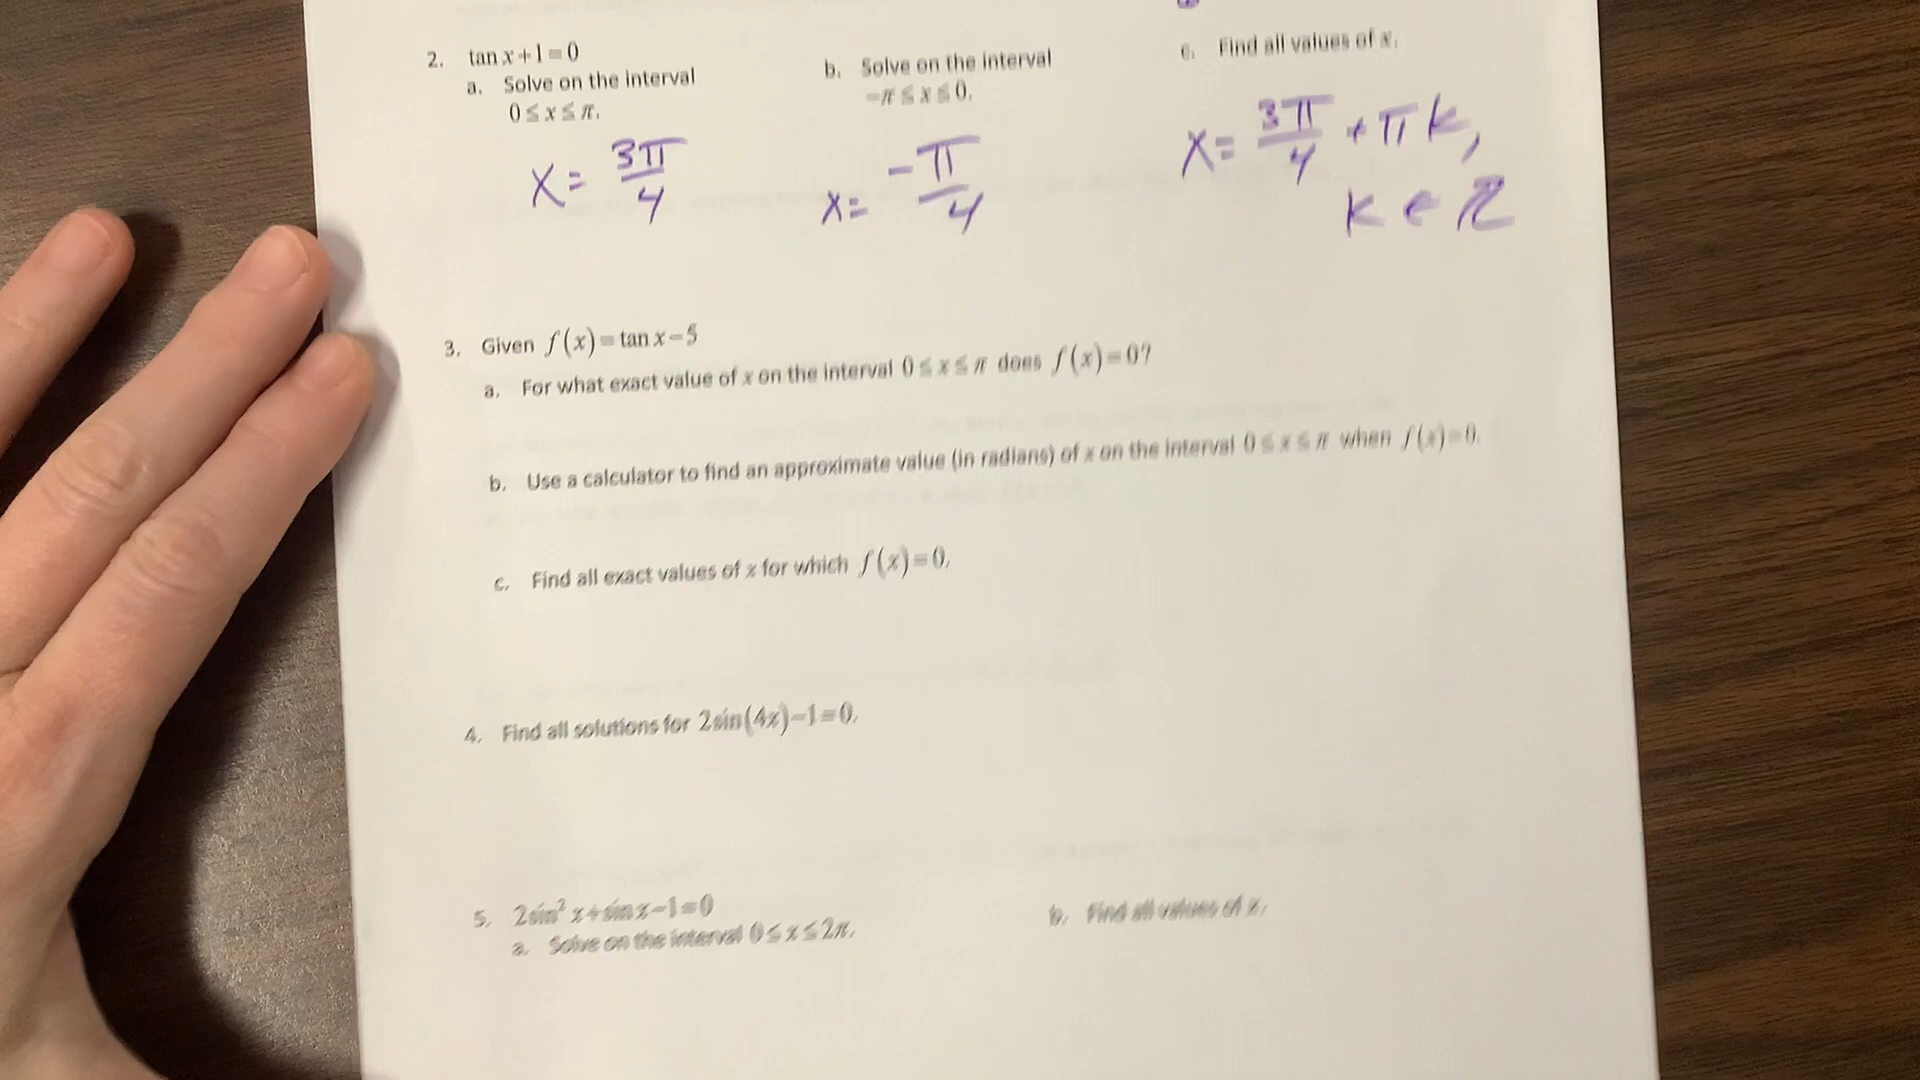 2. tan x+1=0
a. Solve on the interval
0≤x≤π.
x= 3π/4
b. Solve on the interval
-π≤x≤0.
x= -π/4
c. Find all values of x.
x= 3π/4 + πk,
k ∈ ℤ
3. Given f(x)=tan x-5
a. For what exact value of x on the interval 0≤x≤π does f(x)=0?
b. Use a calculator to find an approximate value (in radians) of x on the interval 0≤x≤π when f(x)=0.
c. Find all exact values of x for which f(x)=0.
4. Find all solutions for 2sin(4x)-1=0.
5. 2sin² x+sin x-1=0
a. Solve on the interval 0≤x≤2π.
b. Find all values of x.